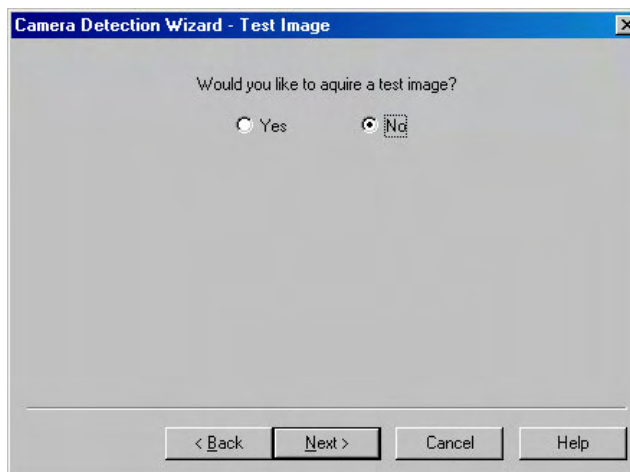 Camera Detection Wizard - Test Image
Would you like to aquire a test image?
Yes No
< Back Next > Cancel Help